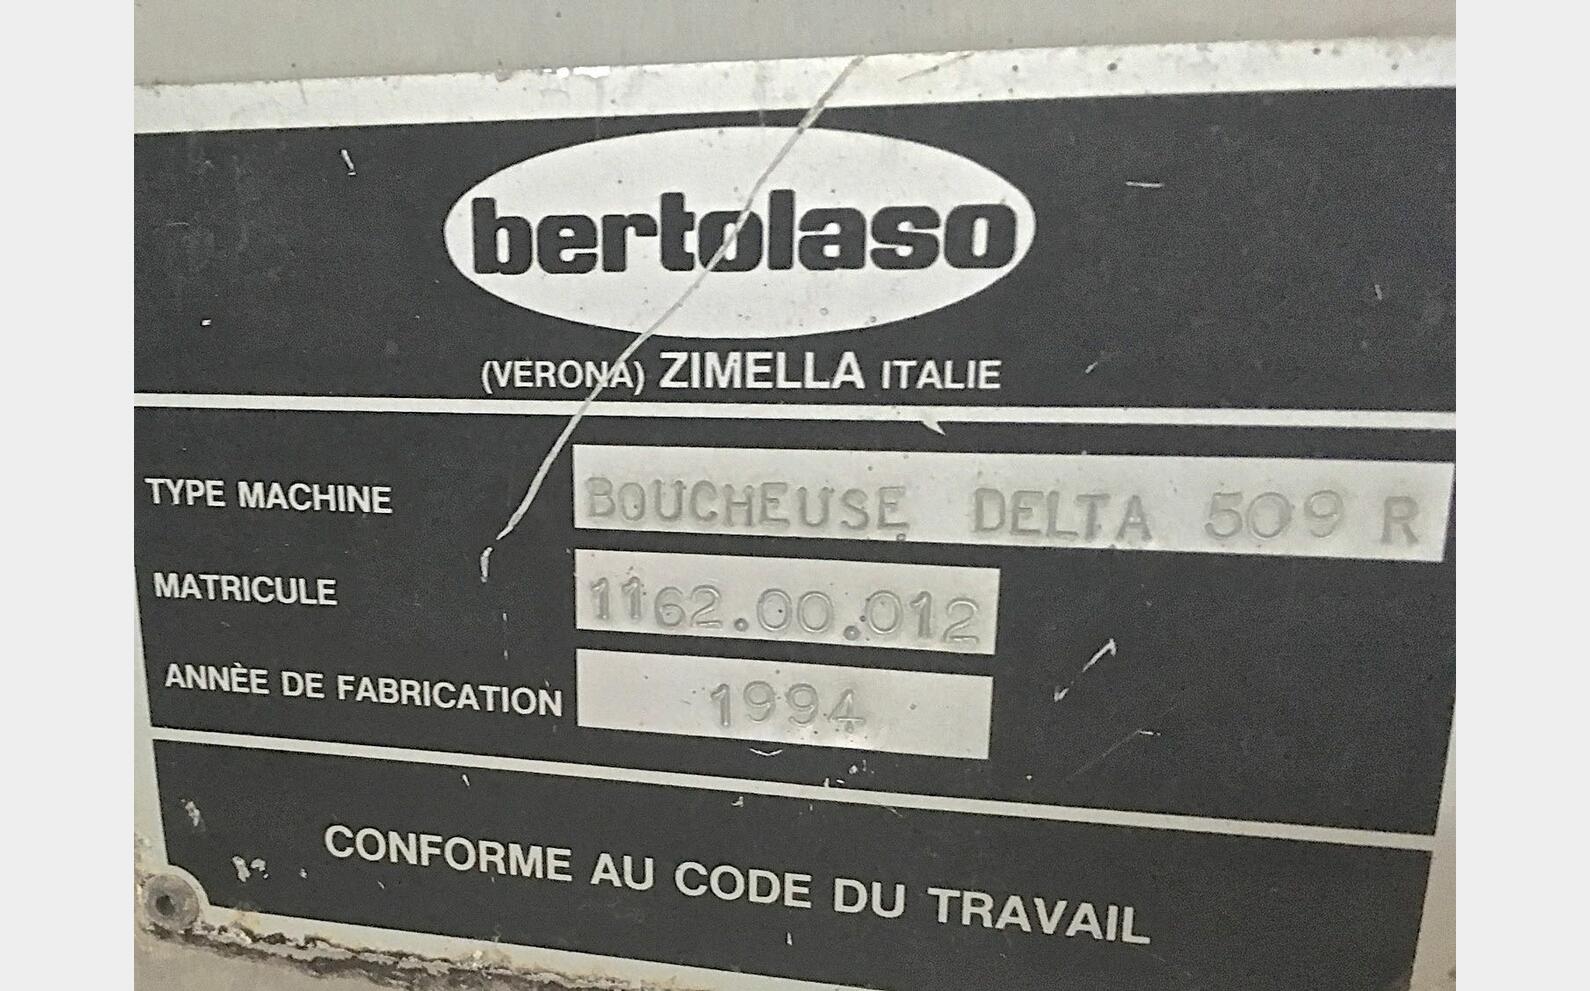 bertolaso
(VERONA) ZIMELLA ITALIE
TYPE MACHINE BOUCHEUSE DELTA 509 R
MATRICULE 1162.00.012
ANNÈE DE FABRICATION 1994
CONFORME AU CODE DU TRAVAIL